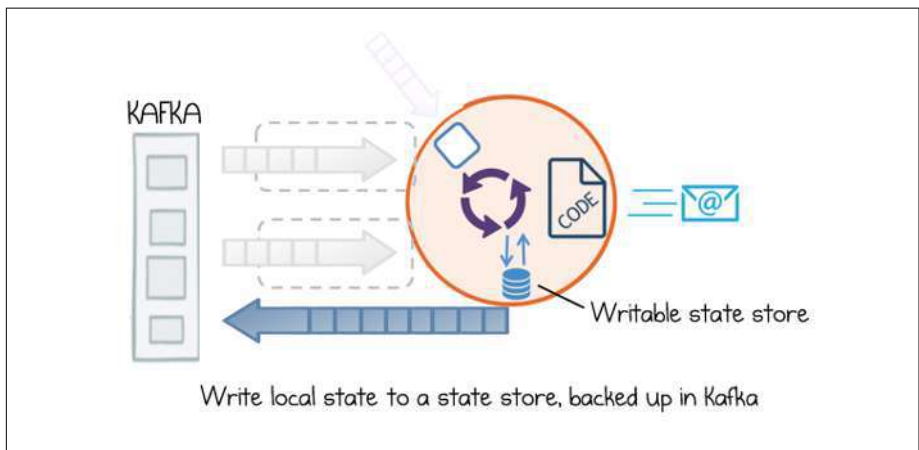 KAFKA
CODE
@
Writable state store
Write local state to a state store, backed up in Kafka